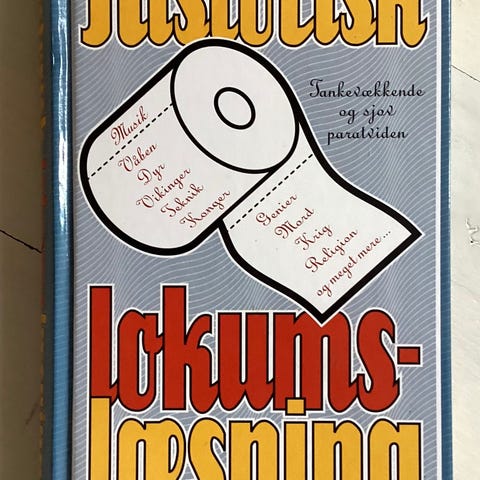 Historisk
Tankevækkende
og sjov
paratviden
Musik
Våben
Dyr
Vikinger
Teknik
Konger
Genier
Mord
Krig
Religion
og meget mere...
lokums-
læsning